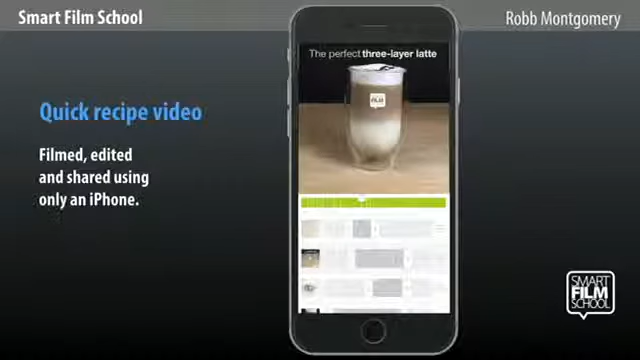 Smart Film School
Robb Montgomery
The perfect three-layer latte
FILM
Quick recipe video
Filmed, edited
and shared using
only an iPhone.
SMART
FILM
SCHOOL